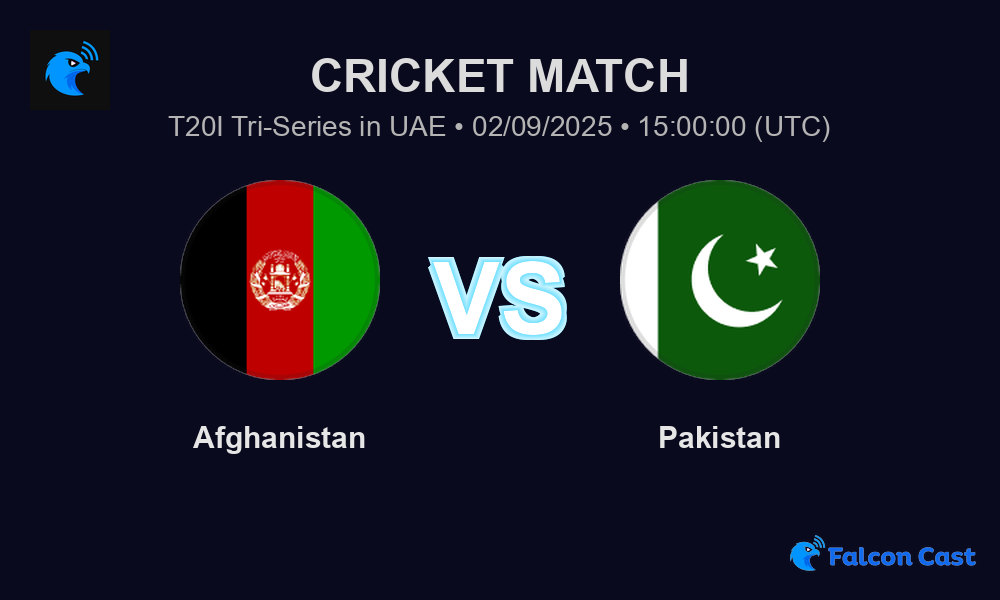 CRICKET MATCH
T20I Tri-Series in UAE • 02/09/2025 • 15:00:00 (UTC)
VS
Afghanistan
Pakistan
Falcon Cast